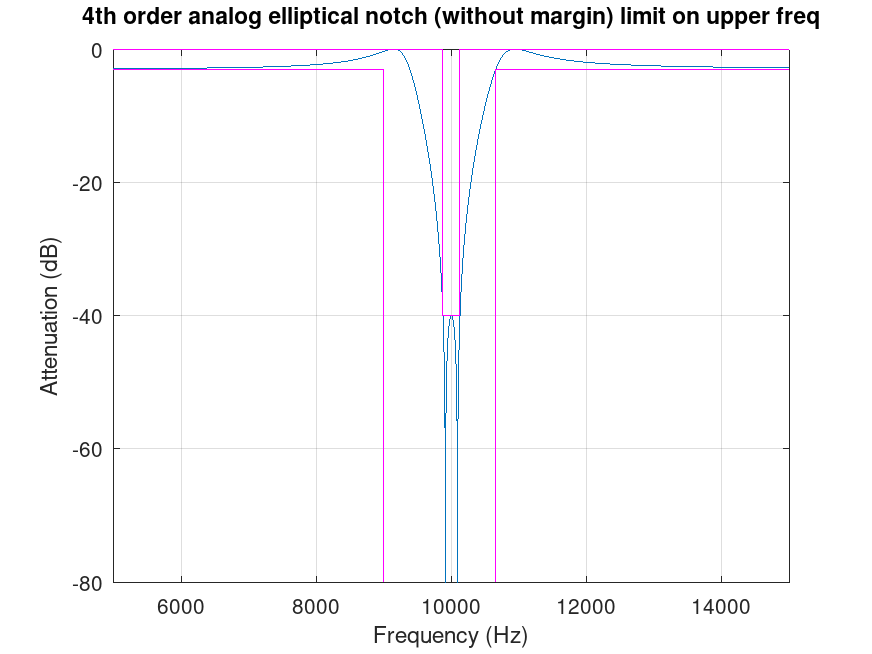 4th order analog elliptical notch (without margin) limit on upper freq
0
-20
-40
-60
-80
Attenuation (dB)
6000 8000 10000 12000 14000
Frequency (Hz)